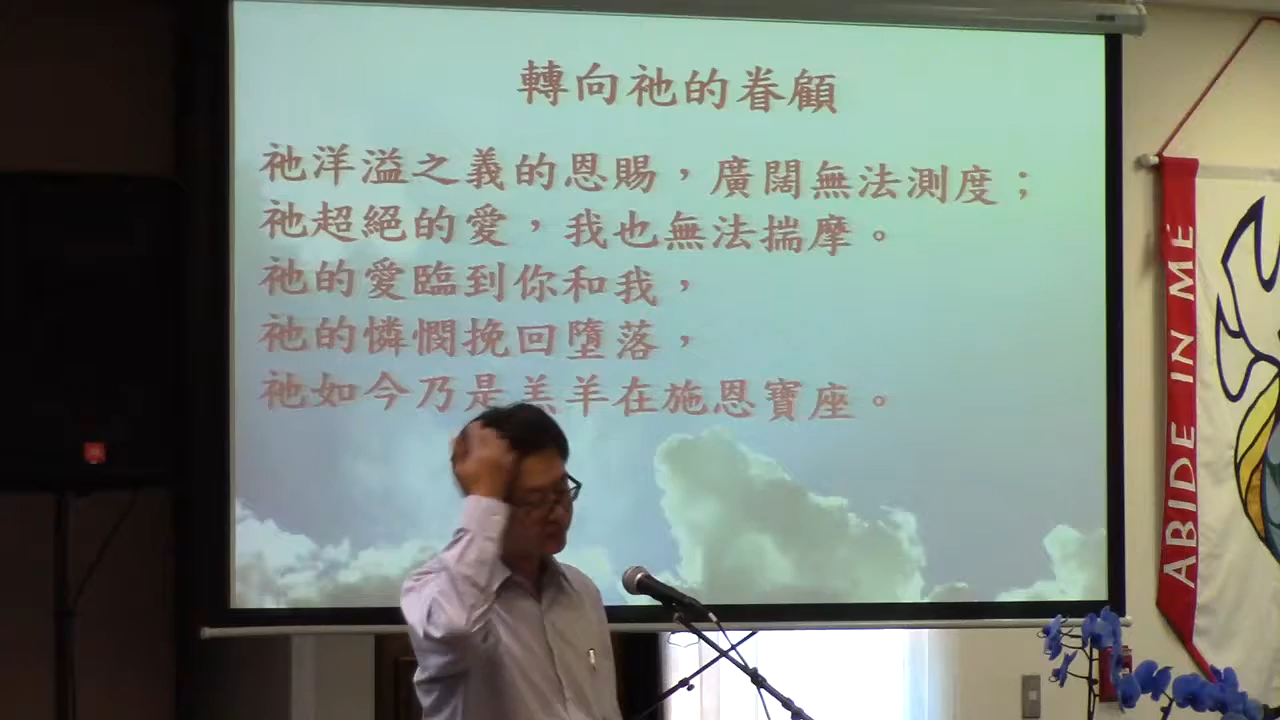 轉向祂的眷顧
祂洋溢之義的恩賜，廣闊無法測度；
祂超絕的愛，我也無法揣摩。
祂的愛臨到你和我，
祂的憐憫挽回墮落，
祂如今乃是羔羊在施恩寶座。
ABIDE IN ME